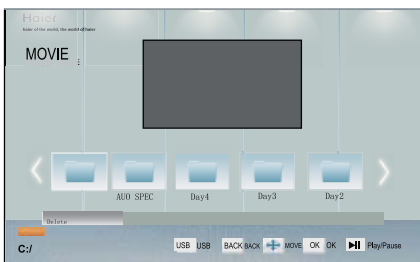 Haier
haier of the world, the world of haier
MOVIE :
AUO SPEC Day4 Day3 Day2
Delete
C:/ USB USB BACK BACK MOVE OK OK Play/Pause